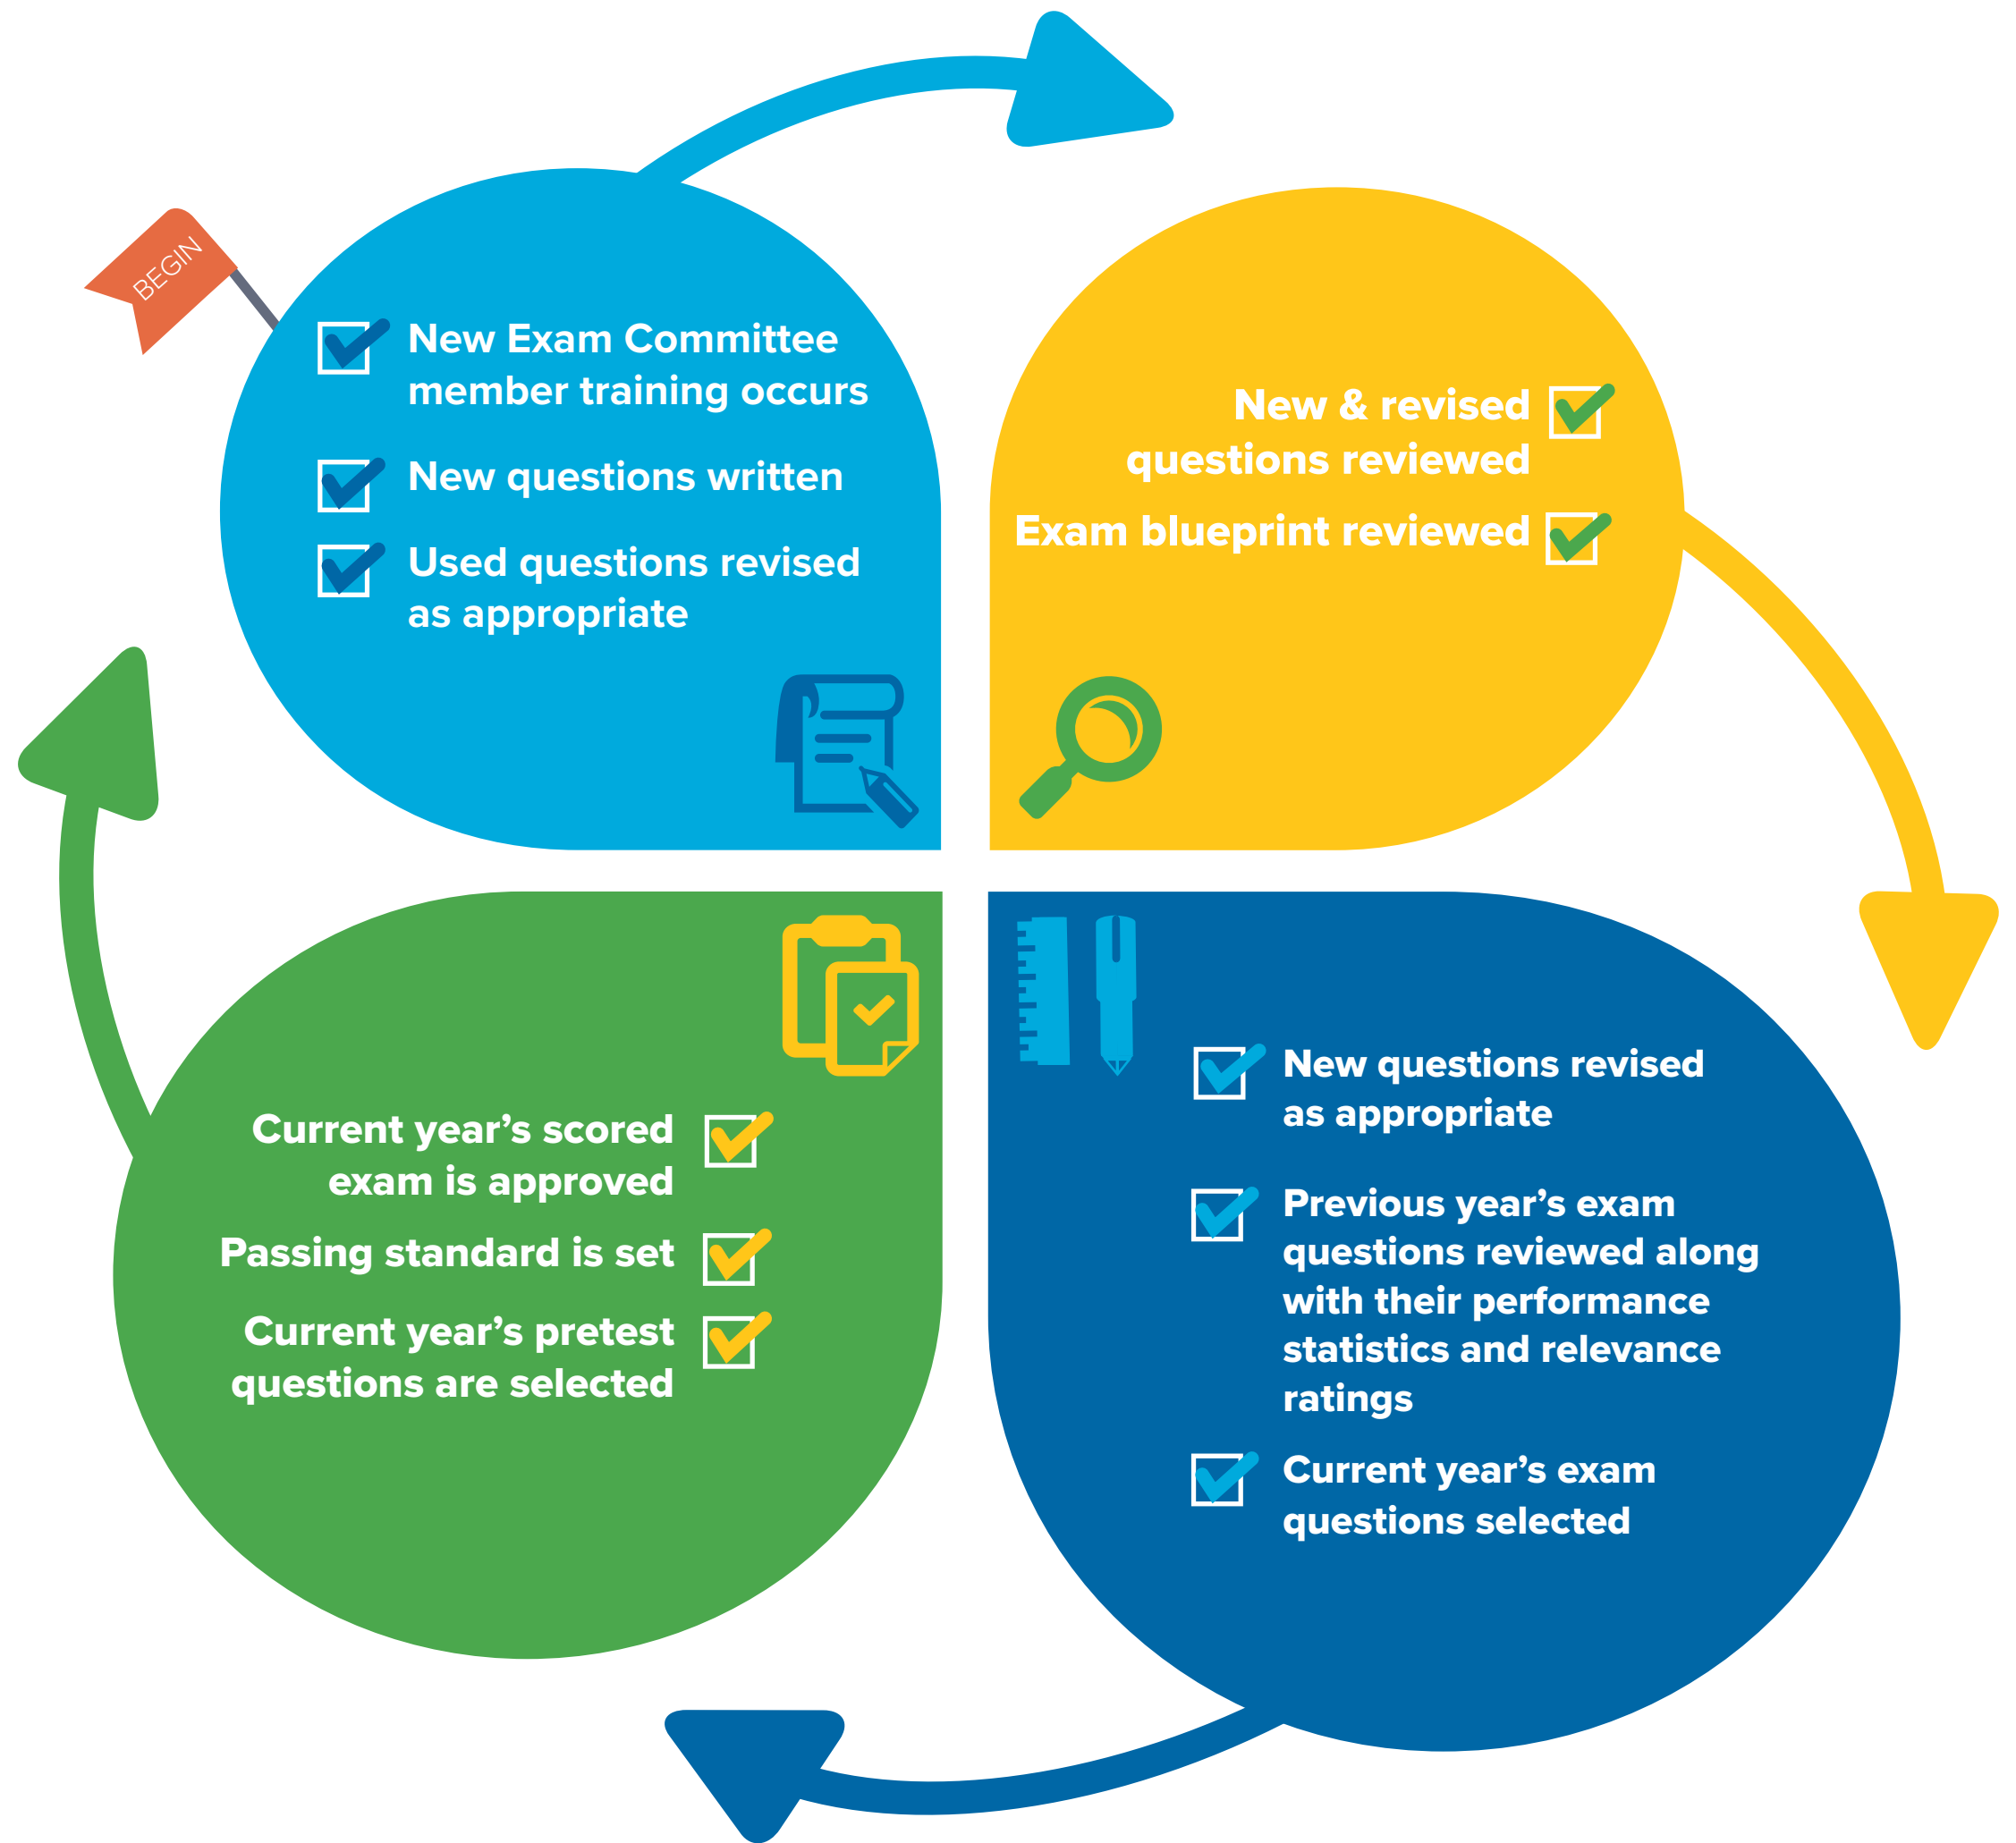 BEGIN
New Exam Committee
member training occurs
New questions written
Used questions revised
as appropriate
New & revised
questions reviewed
Exam blueprint reviewed
New questions revised
as appropriate
Previous year’s exam
questions reviewed along
with their performance
statistics and relevance
ratings
Current year’s exam
questions selected
Current year’s scored
exam is approved
Passing standard is set
Current year’s pretest
questions are selected